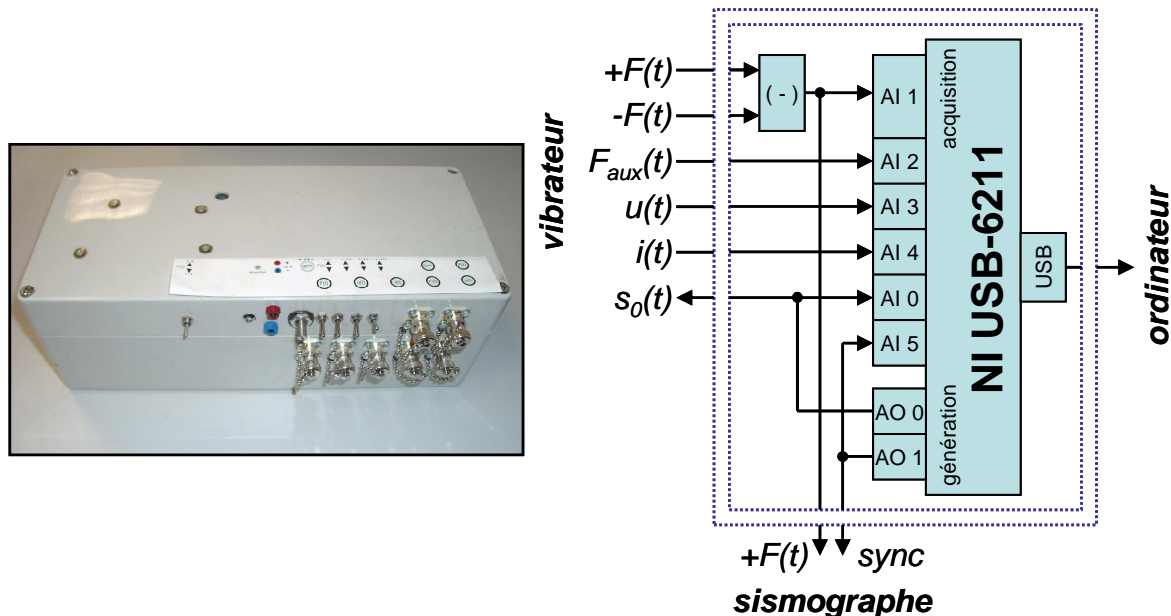 vibrateur
+F(t)
-F(t)
F_aux(t)
u(t)
i(t)
s_0(t)
( - )
AI 1
AI 2
AI 3
AI 4
AI 0
AI 5
AO 0
AO 1
acquisition
génération
NI USB-6211
USB
ordinateur
+F(t) sync
sismographe